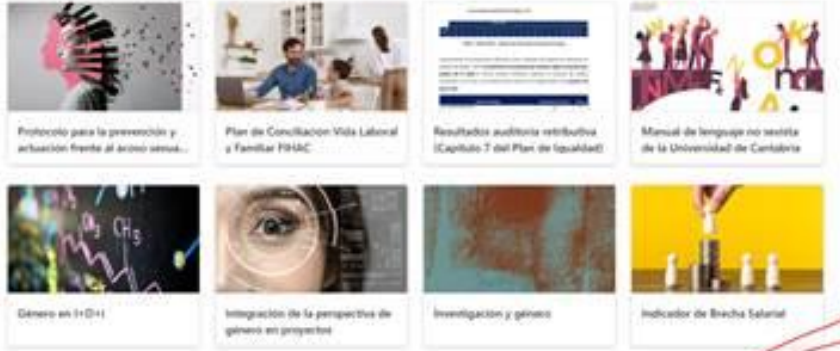 Protocolo para la prevención y
actuación frente al acoso sexua...
Plan de Conciliación Vida Laboral
y Familiar FIHAC
Resultados auditoría retributiva
(Capítulo 7 del Plan de Igualdad)
Manual de lenguaje no sexista
de la Universidad de Cantabria
Género en I+D+i
Integración de la perspectiva de
género en proyectos
Investigación y género
Indicador de Brecha Salarial